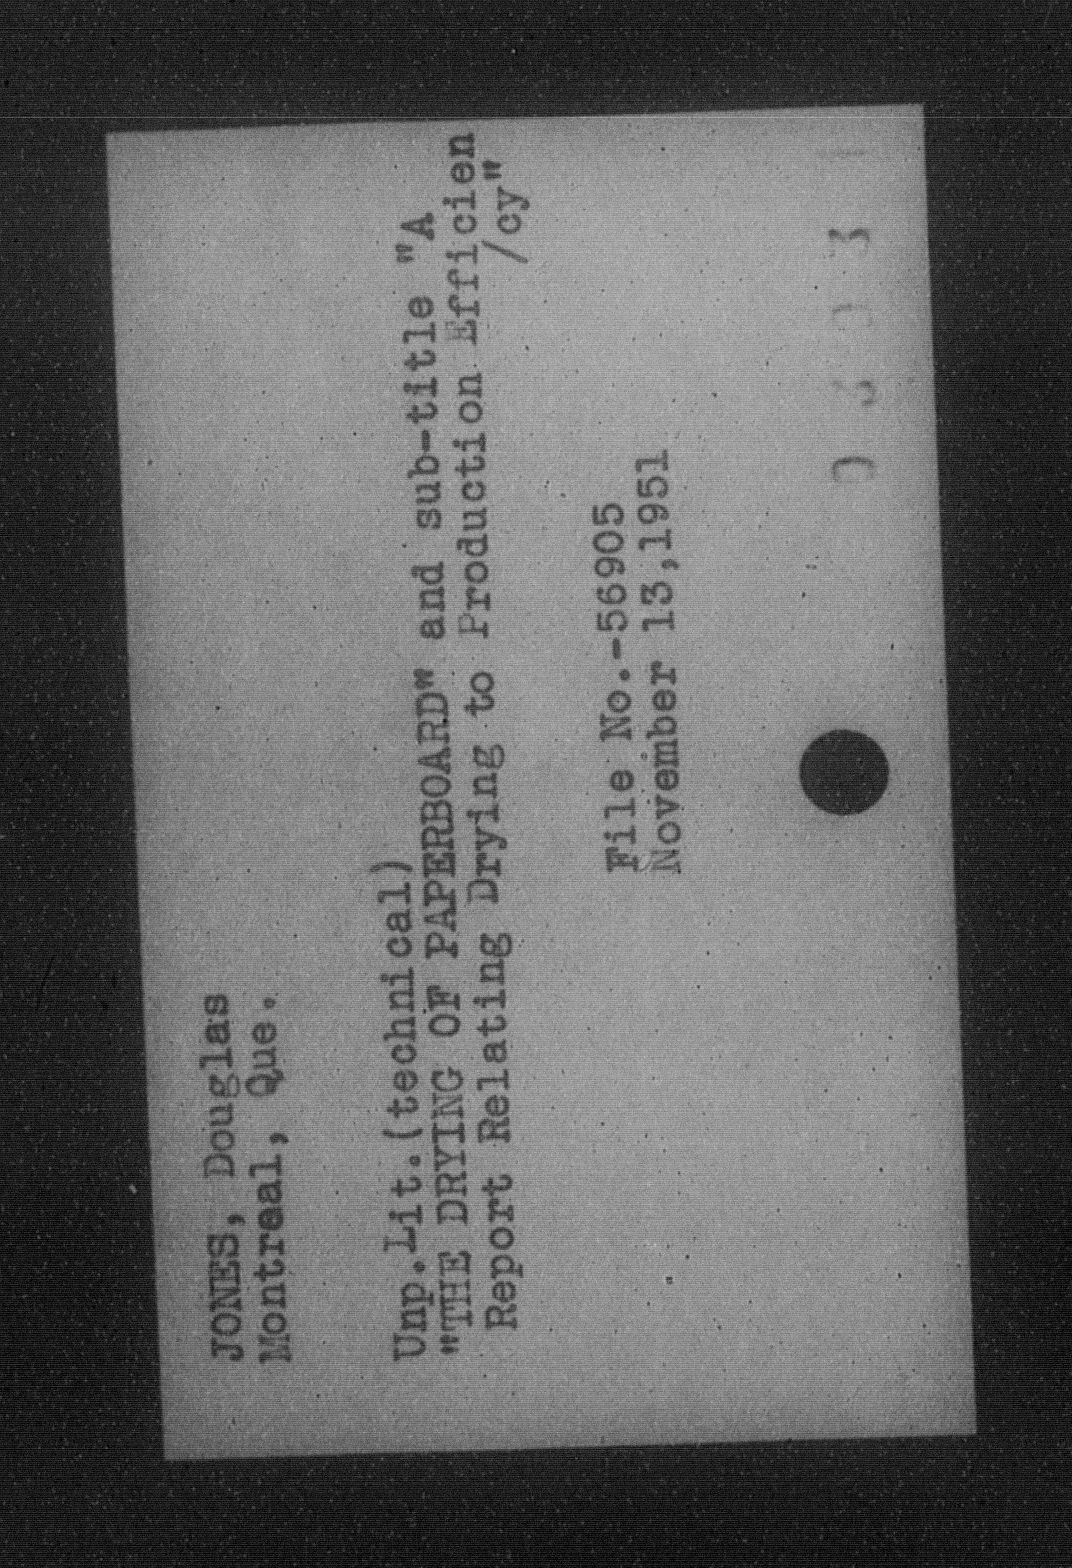 JONES, Douglas
Montreal, Que.
Unp.Lit.(technical)
"THE DRYING OF PAPERBOARD" and sub-title "A
Report Relating Drying to Production Efficien
/cy"
File No.-56905
November 13,1951